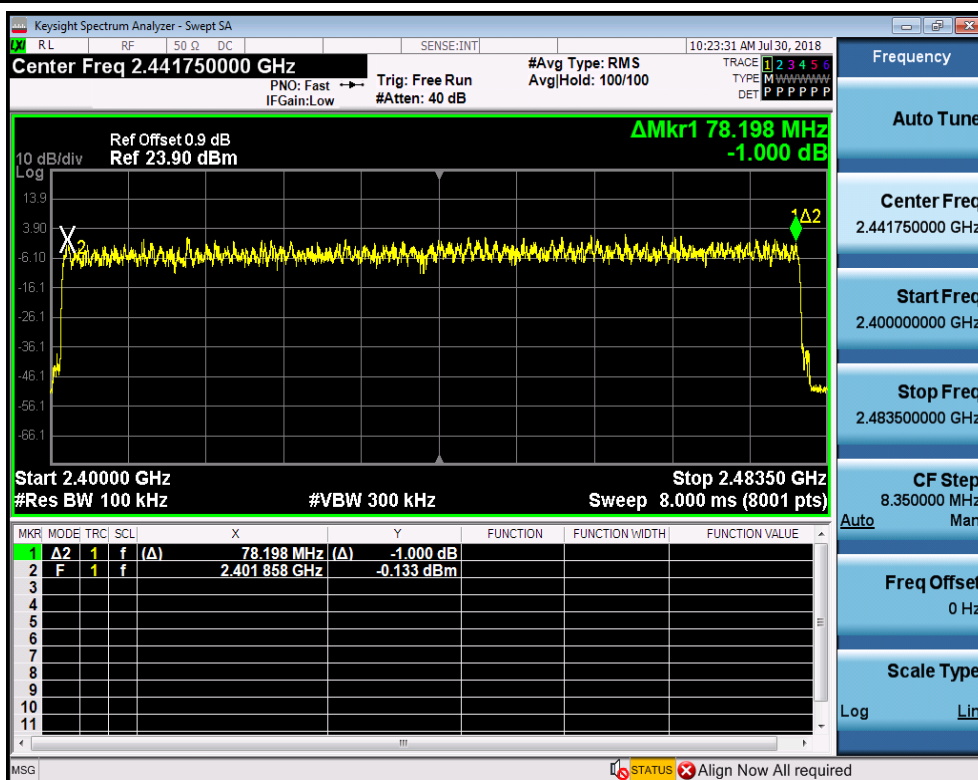 Keysight Spectrum Analyzer - Swept SA
LXI RL RF 50 Ω DC SENSE:INT 10:23:31 AM Jul 30, 2018
Center Freq 2.441750000 GHz
PNO: Fast
IFGain:Low
Trig: Free Run
#Atten: 40 dB
#Avg Type: RMS
Avg|Hold: 100/100
TRACE 1 2 3 4 5 6
TYPE M WWWWW
DET P P P P P P
ΔMkr1 78.198 MHz
-1.000 dB
Ref Offset 0.9 dB
10 dB/div Ref 23.90 dBm
Log
13.9
3.90
-6.10
-16.1
-26.1
-36.1
-46.1
-56.1
-66.1
X2
1Δ2
Start 2.40000 GHz Stop 2.48350 GHz
#Res BW 100 kHz #VBW 300 kHz Sweep 8.000 ms (8001 pts)
MKR MODE TRC SCL X Y FUNCTION FUNCTION WIDTH FUNCTION VALUE
1 Δ2 1 f (Δ) 78.198 MHz (Δ) -1.000 dB
2 F 1 f 2.401 858 GHz -0.133 dBm
3
4
5
6
7
8
9
10
11
MSG STATUS Align Now All required
Frequency
Auto Tune
Center Freq
2.441750000 GHz
Start Freq
2.400000000 GHz
Stop Freq
2.483500000 GHz
CF Step
8.350000 MHz
Auto Man
Freq Offset
0 Hz
Scale Type
Log Lin